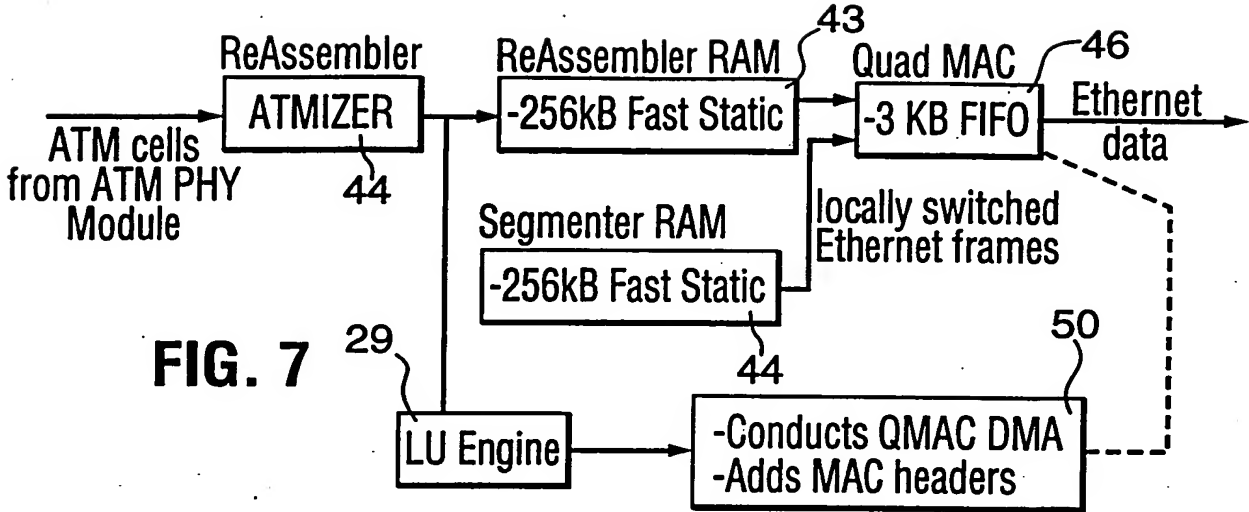 ReAssembler
ATMIZER
44
ATM cells
from ATM PHY
Module
ReAssembler RAM
43
-256kB Fast Static
Quad MAC
46
-3 KB FIFO
Ethernet
data
Segmenter RAM
-256kB Fast Static
44
locally switched
Ethernet frames
FIG. 7
29
LU Engine
50
-Conducts QMAC DMA
-Adds MAC headers